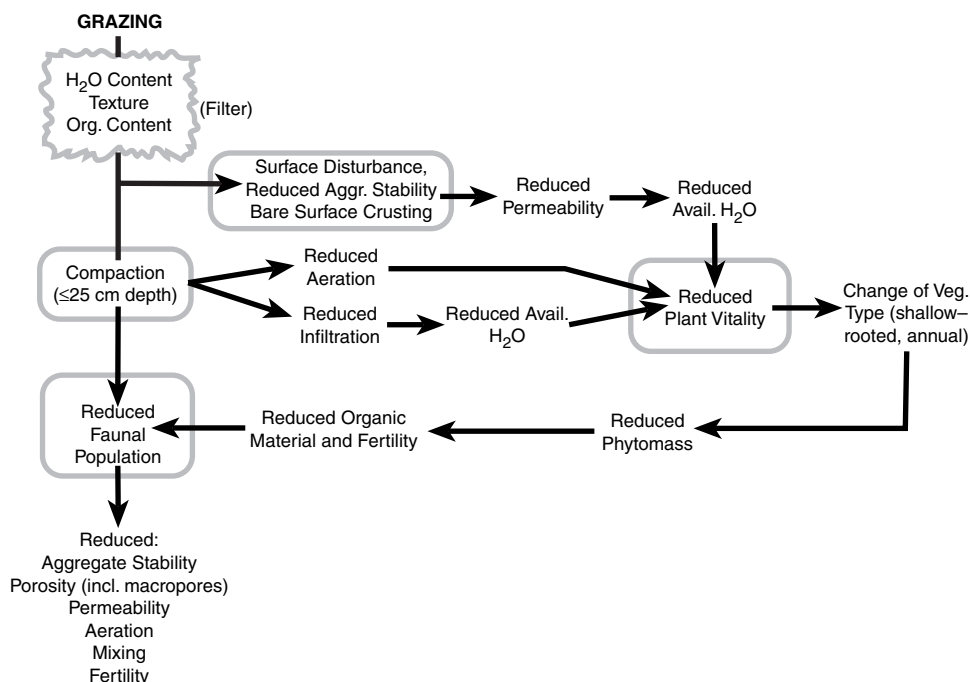 GRAZING
H₂O Content
Texture
Org. Content
(Filter)
Surface Disturbance,
Reduced Aggr. Stability
Bare Surface Crusting
Reduced
Permeability
Reduced
Avail. H₂O
Compaction
(≤25 cm depth)
Reduced
Aeration
Reduced
Infiltration
Reduced Avail.
H₂O
Reduced
Plant Vitality
Change of Veg.
Type (shallow–
rooted, annual)
Reduced
Faunal
Population
Reduced Organic
Material and Fertility
Reduced
Phytomass
Reduced:
Aggregate Stability
Porosity (incl. macropores)
Permeability
Aeration
Mixing
Fertility